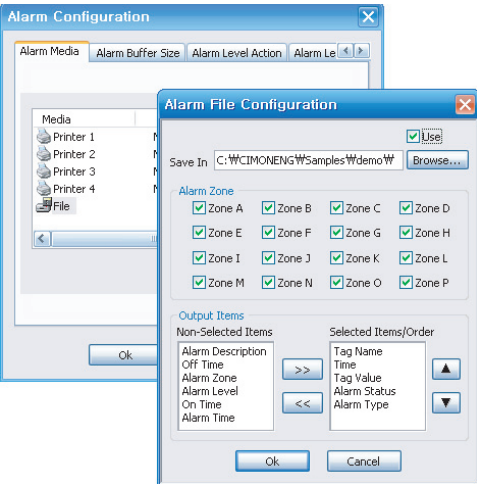 Alarm Configuration
Alarm Media Alarm Buffer Size Alarm Level Action Alarm Le
Media
Printer 1
Printer 2
Printer 3
Printer 4
File
Ok
Alarm File Configuration
Use
Save In C:₩CIMONENG₩Samples₩demo₩ Browse...
Alarm Zone
Zone A Zone B Zone C Zone D
Zone E Zone F Zone G Zone H
Zone I Zone J Zone K Zone L
Zone M Zone N Zone O Zone P
Output Items
Non-Selected Items
Alarm Description
Off Time
Alarm Zone
Alarm Level
On Time
Alarm Time
>>
<<
Selected Items/Order
Tag Name
Time
Tag Value
Alarm Status
Alarm Type
Ok Cancel